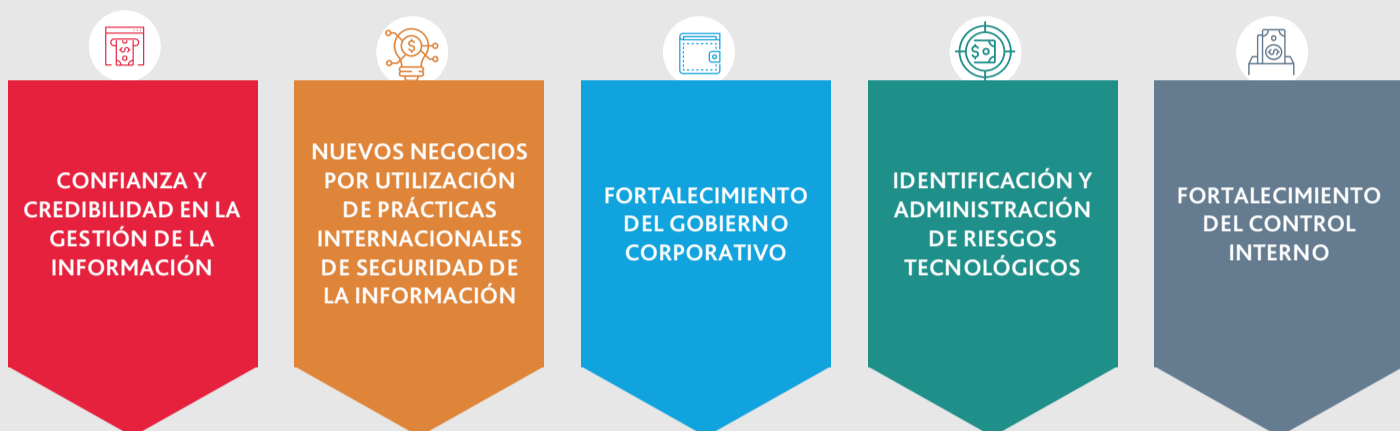 CONFIANZA Y
CREDIBILIDAD EN LA
GESTIÓN DE LA
INFORMACIÓN
NUEVOS NEGOCIOS
POR UTILIZACIÓN
DE PRÁCTICAS
INTERNACIONALES
DE SEGURIDAD DE
LA INFORMACIÓN
FORTALECIMIENTO
DEL GOBIERNO
CORPORATIVO
IDENTIFICACIÓN Y
ADMINISTRACIÓN
DE RIESGOS
TECNOLÓGICOS
FORTALECIMIENTO
DEL CONTROL
INTERNO